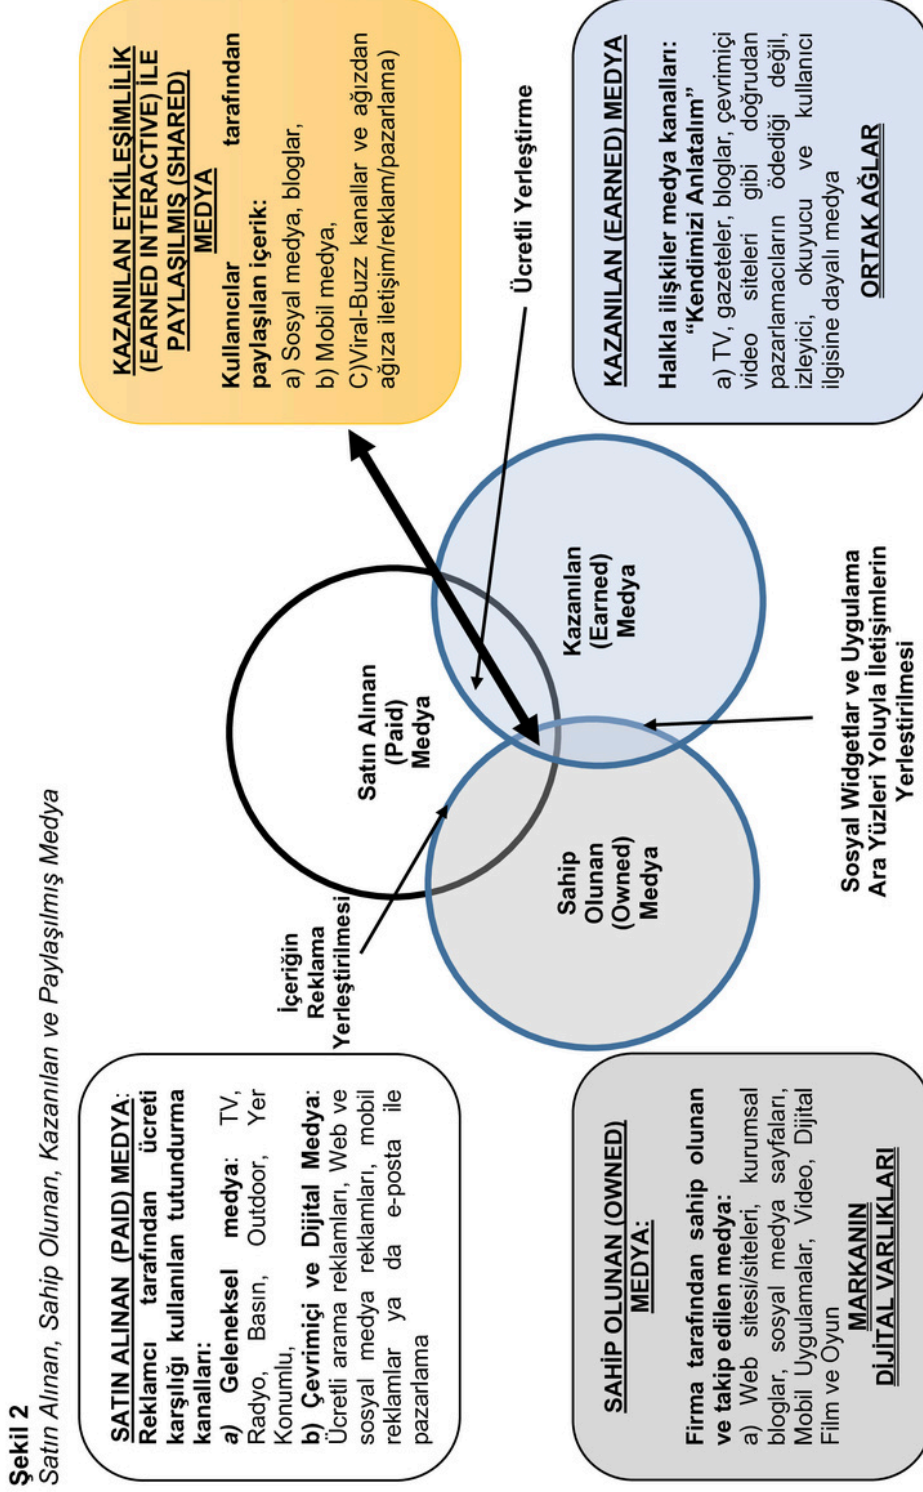 Şekil 2
Satın Alınan, Sahip Olunan, Kazanılan ve Paylaşılmış Medya
SATIN ALINAN (PAID) MEDYA:
Reklamcı tarafından ücreti
karşılığı kullanılan tutundurma
kanalları:
a) Geleneksel medya: TV,
Radyo, Basın, Outdoor, Yer
Konumlu,
b) Çevrimiçi ve Dijital Medya:
Ücretli arama reklamları, Web ve
sosyal medya reklamları, mobil
reklamlar ya da e-posta ile
pazarlama
İçeriğin
Reklama
Yerleştirilmesi
Satın Alınan
(Paid)
Medya
KAZANILAN ETKİLEŞİMLİLİK
(EARNED INTERACTIVE) İLE
PAYLAŞILMIŞ (SHARED)
MEDYA
Kullanıcılar tarafından
paylaşılan içerik:
a) Sosyal medya, bloglar,
b) Mobil medya,
C)Viral-Buzz kanallar ve ağızdan
ağıza iletişim/reklam/pazarlama)
Ücretli Yerleştirme
SAHİP OLUNAN (OWNED)
MEDYA:
Firma tarafından sahip olunan
ve takip edilen medya:
a) Web sitesi/siteleri, kurumsal
bloglar, sosyal medya sayfaları,
Mobil Uygulamalar, Video, Dijital
Film ve Oyun
MARKANIN
DİJİTAL VARLIKLARI
Sahip
Olunan
(Owned)
Medya
Kazanılan
(Earned)
Medya
Sosyal Widgetlar ve Uygulama
Ara Yüzleri Yoluyla İletişimlerin
Yerleştirilmesi
KAZANILAN (EARNED) MEDYA
Halkla ilişkiler medya kanalları:
“Kendimizi Anlatalım”
a) TV, gazeteler, bloglar, çevrimiçi
video siteleri gibi doğrudan
pazarlamacıların ödediği değil,
izleyici, okuyucu ve kullanıcı
ilgisine dayalı medya
ORTAK AĞLAR